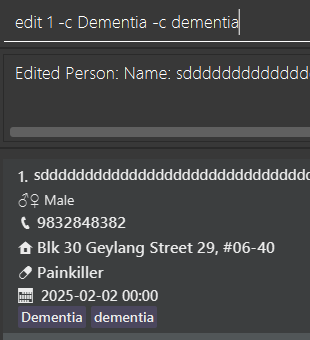 edit 1 -c Dementia -c dementia
Edited Person: Name: sddddddddddddd
1. sdddddddddddddddddddddddddddddddd
Male
9832848382
Blk 30 Geylang Street 29, #06-40
Painkiller
2025-02-02 00:00
Dementia dementia